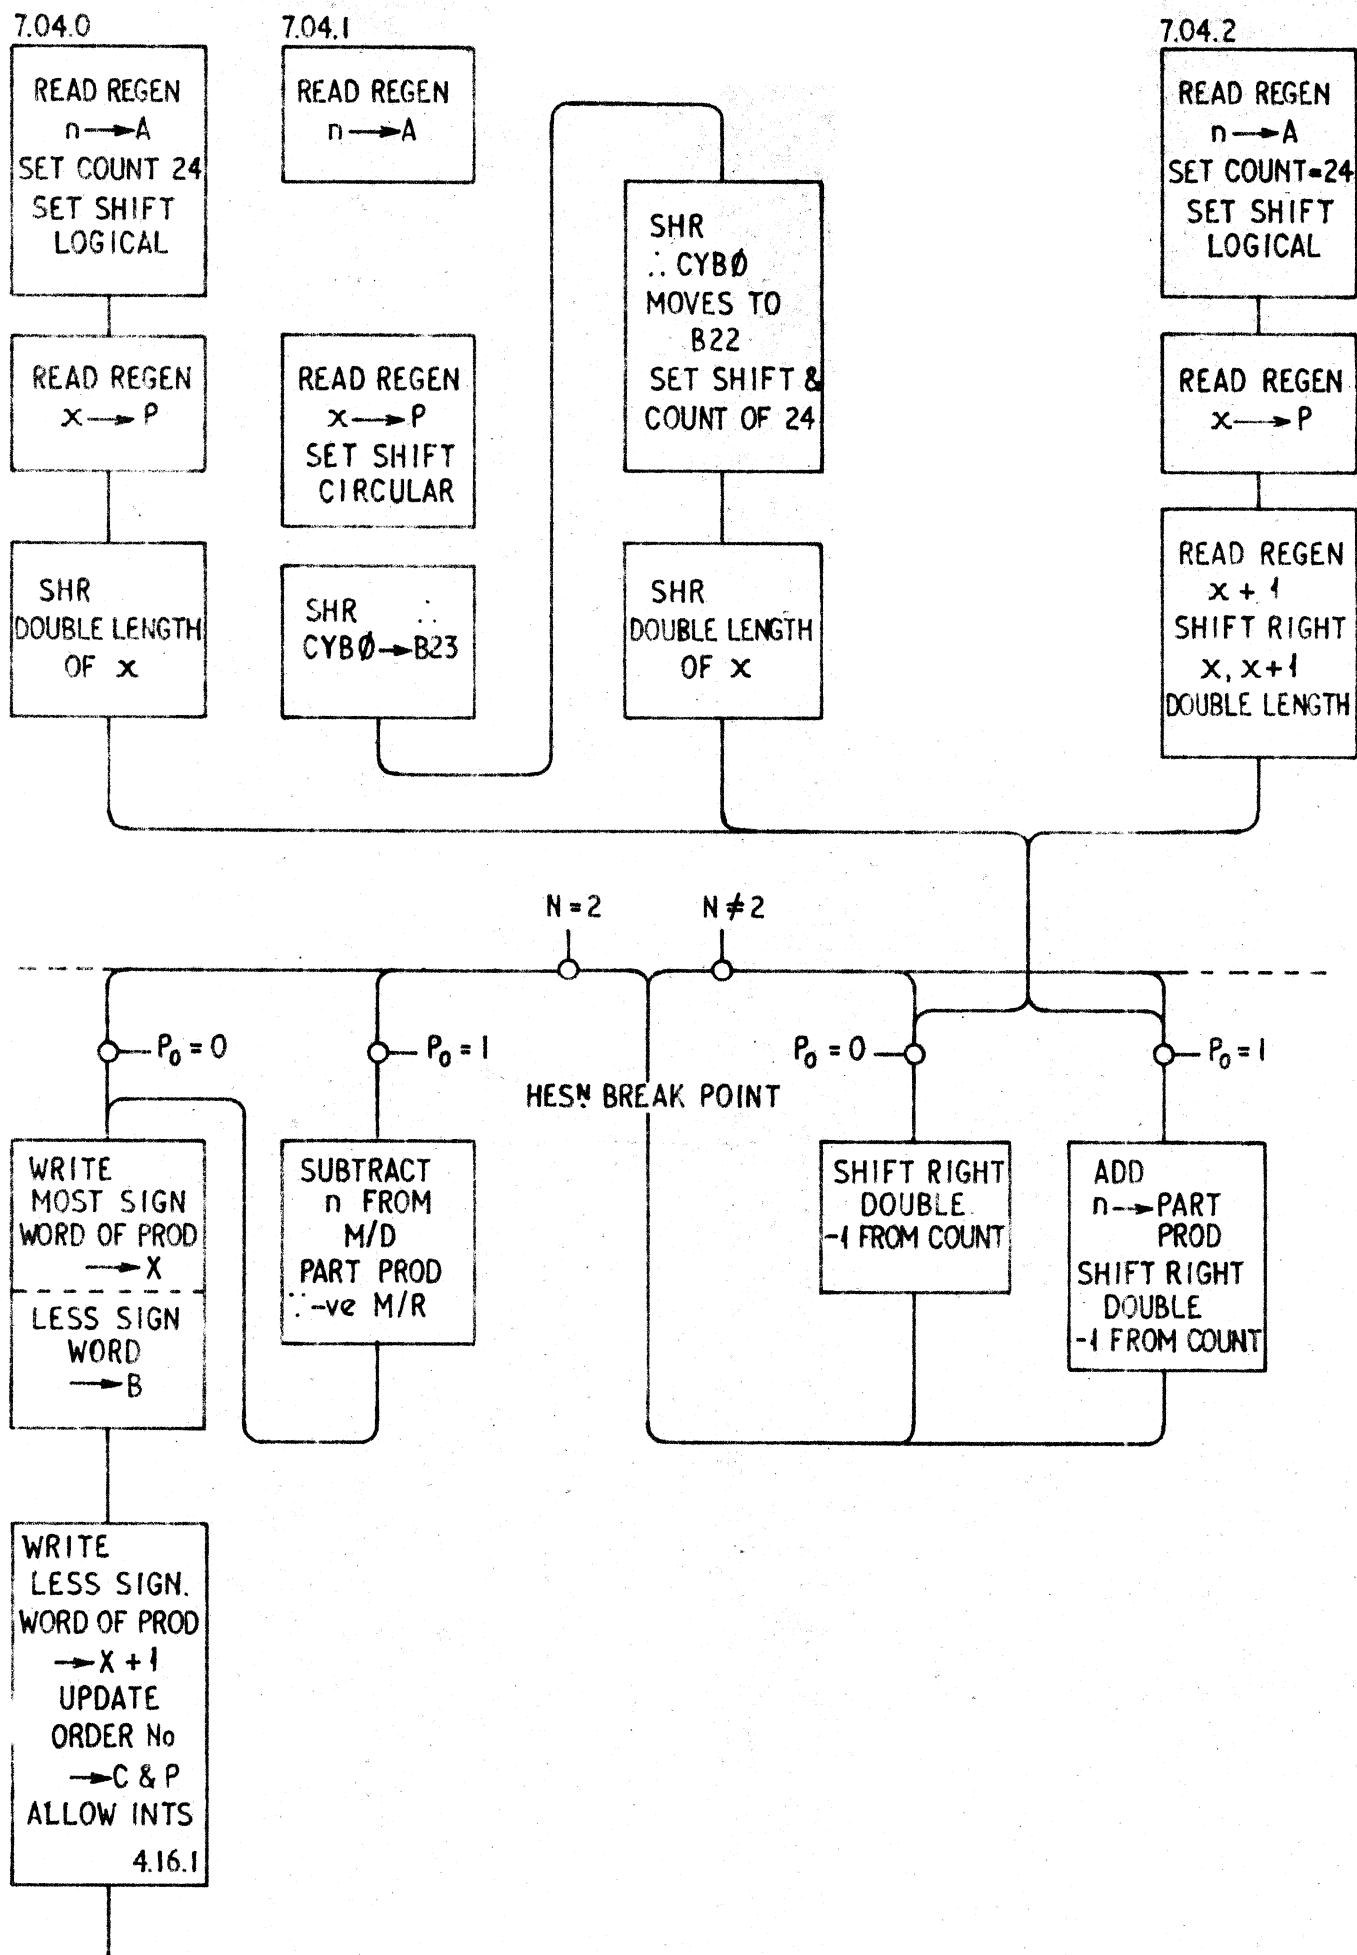 7.04.0
READ REGEN
n→A
SET COUNT 24
SET SHIFT
LOGICAL
READ REGEN
x→P
SHR
DOUBLE LENGTH
OF x
7.04.1
READ REGEN
n→A
READ REGEN
x→P
SET SHIFT
CIRCULAR
SHR ∴
CYBØ→B23
SHR
∴ CYBØ
MOVES TO
B22
SET SHIFT &
COUNT OF 24
SHR
DOUBLE LENGTH
OF x
7.04.2
READ REGEN
n→A
SET COUNT=24
SET SHIFT
LOGICAL
READ REGEN
x→P
READ REGEN
x + 1
SHIFT RIGHT
x, x+1
DOUBLE LENGTH
N = 2
N ≠ 2
P₀ = 0
P₀ = 1
HESN BREAK POINT
P₀ = 0
P₀ = 1
WRITE
MOST SIGN
WORD OF PROD
→X
LESS SIGN
WORD
→B
SUBTRACT
n FROM
M/D
PART PROD
∵-ve M/R
SHIFT RIGHT
DOUBLE
-1 FROM COUNT
ADD
n→PART
PROD
SHIFT RIGHT
DOUBLE
-1 FROM COUNT
WRITE
LESS SIGN.
WORD OF PROD
→X + 1
UPDATE
ORDER No
→C & P
ALLOW INTS
4.16.1